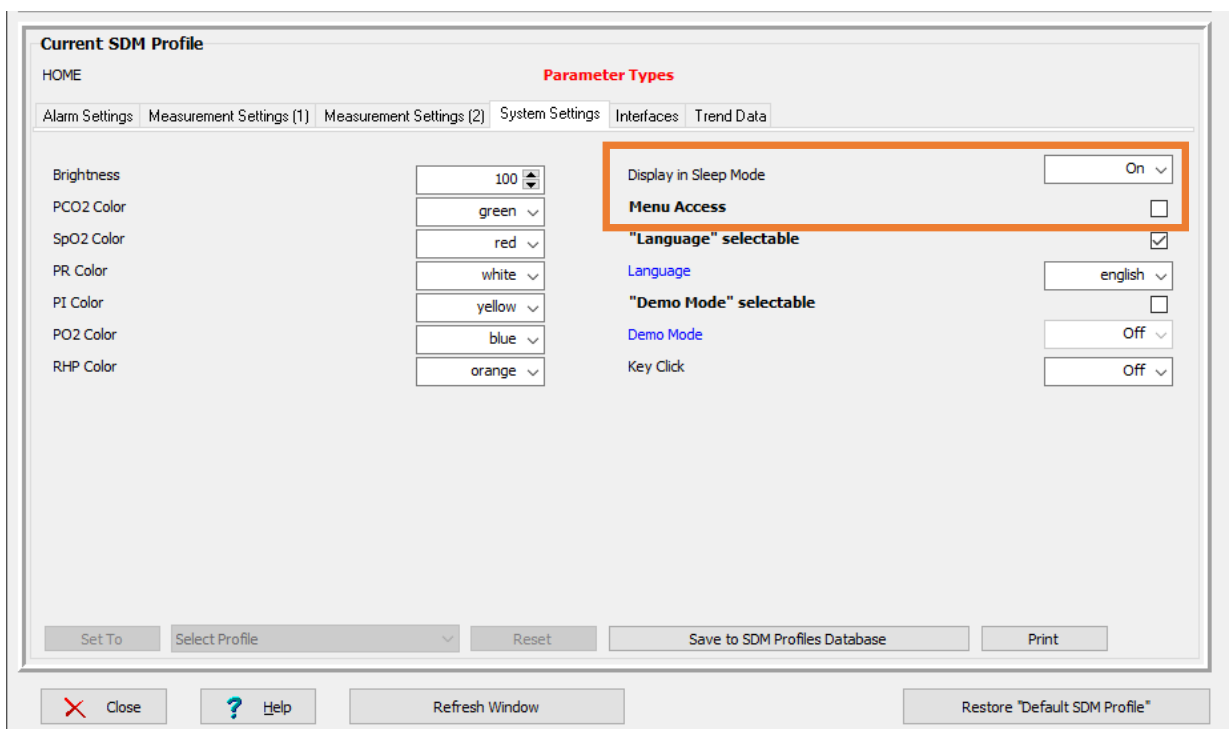 Current SDM Profile
HOME
Parameter Types
Alarm Settings Measurement Settings (1) Measurement Settings (2) System Settings Interfaces Trend Data
Brightness 100
PCO2 Color green
SpO2 Color red
PR Color white
PI Color yellow
PO2 Color blue
RHP Color orange
Display in Sleep Mode On
Menu Access
"Language" selectable
Language english
"Demo Mode" selectable
Demo Mode Off
Key Click Off
Set To Select Profile Reset Save to SDM Profiles Database Print
Close ? Help Refresh Window Restore "Default SDM Profile"